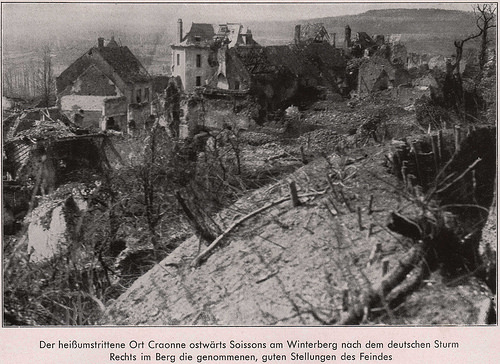 Der heißumstrittene Ort Craonne ostwärts Soissons am Winterberg nach dem deutschen Sturm
Rechts im Berg die genommenen, guten Stellungen des Feindes